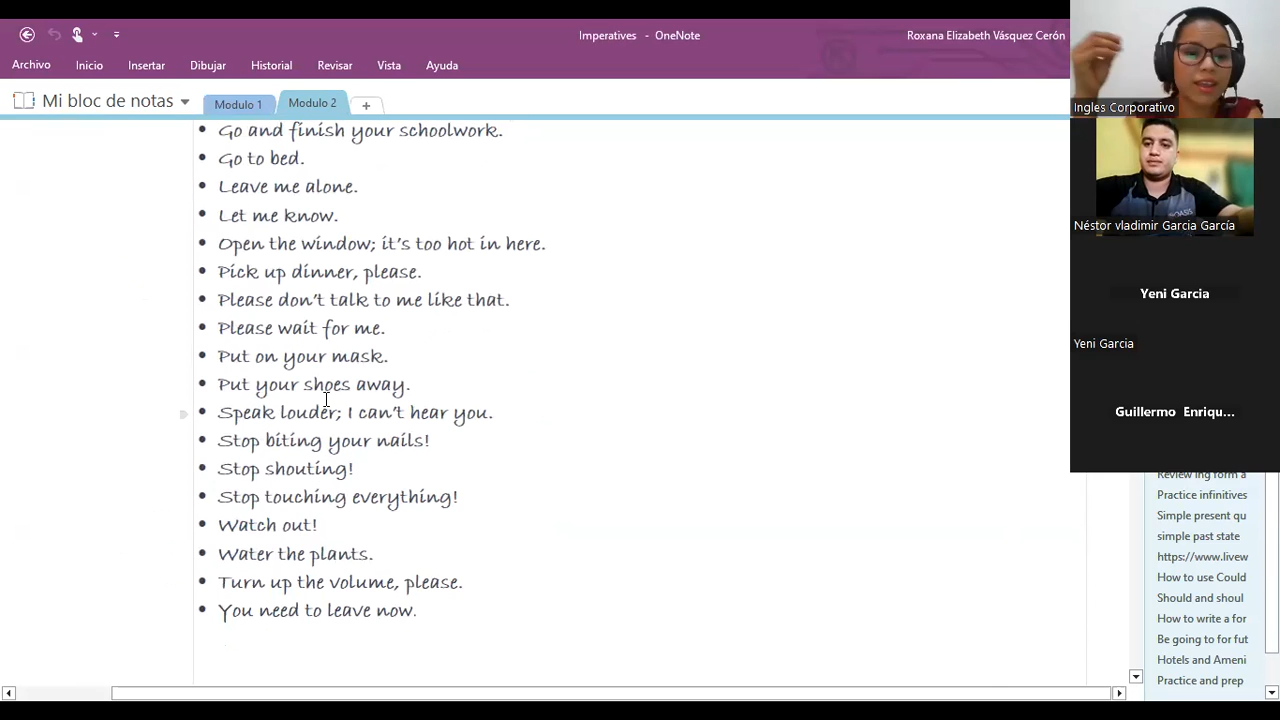 Imperatives - OneNote
Roxana Elizabeth Vásquez Cerón
Archivo Inicio Insertar Dibujar Historial Revisar Vista Ayuda
Mi bloc de notas
Modulo 1
Modulo 2
Go and finish your schoolwork.
Go to bed.
Leave me alone.
Let me know.
Open the window; it's too hot in here.
Pick up dinner, please.
Please don't talk to me like that.
Please wait for me.
Put on your mask.
Put your shoes away.
Speak louder; I can't hear you.
Stop biting your nails!
Stop shouting!
Stop touching everything!
Watch out!
Water the plants.
Turn up the volume, please.
You need to leave now.
Ingles Corporativo
Néstor vladimir Garcia García
Yeni Garcia
Yeni Garcia
Guillermo Enriqu...
Review ing form a
Practice infinitives
Simple present qu
simple past state
https://www.livew
How to use Could
Should and shoul
How to write a for
Be going to for fut
Hotels and Ameni
Practice and prep